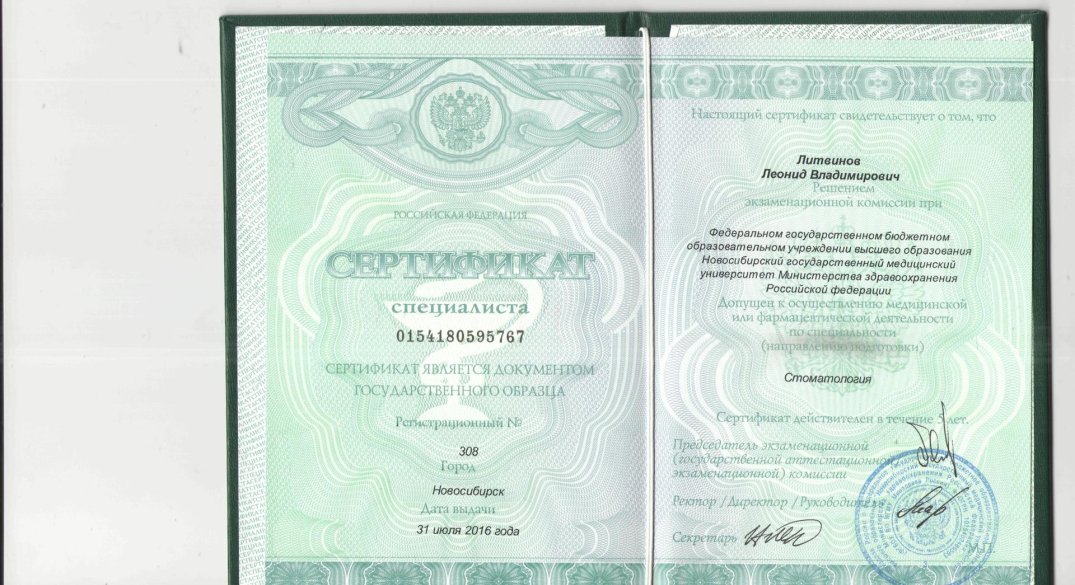 РОССИЙСКАЯ ФЕДЕРАЦИЯ
СЕРТИФИКАТ
специалиста
0154180595767
СЕРТИФИКАТ ЯВЛЯЕТСЯ ДОКУМЕНТОМ
ГОСУДАРСТВЕННОГО ОБРАЗЦА
Регистрационный №
308
Город
Новосибирск
Дата выдачи
31 июля 2016 года
Настоящий сертификат свидетельствует о том, что
Литвинов
Леонид Владимирович
Решением
экзаменационной комиссии при
Федеральном государственном бюджетном
образовательном учреждении высшего образования
Новосибирский государственный медицинский
университет Министерства здравоохранения
Российской федерации
Допущен к осуществлению медицинской
или фармацевтической деятельности
по специальности
(направлению подготовки)
Стоматология
Сертификат действителен в течение 5 лет.
Председатель экзаменационной
(государственной аттестационной
экзаменационной) комиссии
Ректор / Директор / Руководитель
Секретарь
М.П.